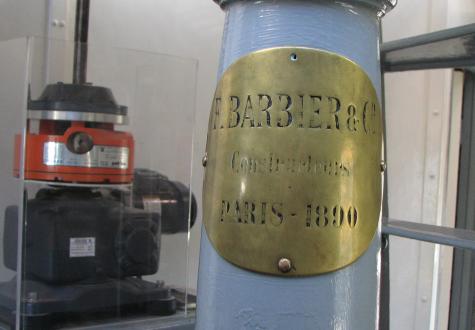 F. BARBIER & Cie
Constructeurs
PARIS - 1890